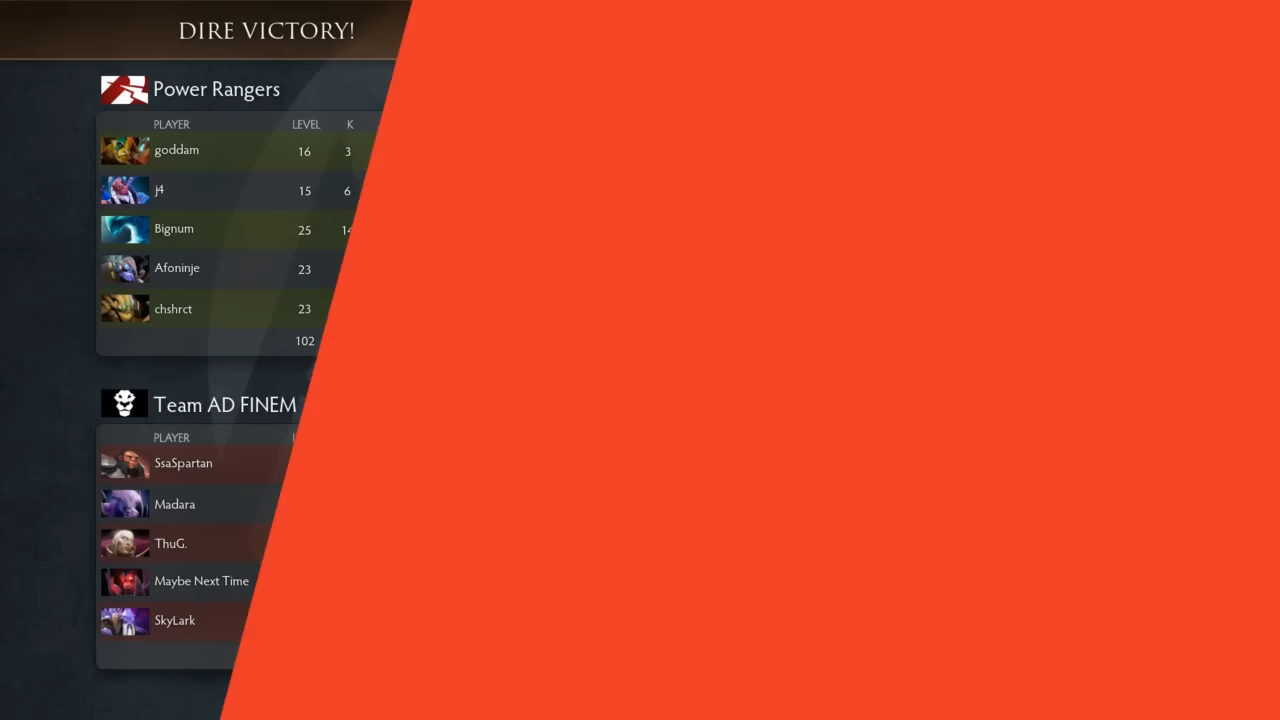 DIRE VICTORY!
Power Rangers
PLAYER LEVEL K
goddam 16 3
j4 15 6
Bignum 25 14
Afoninje 23
chshrct 23
102
Team AD FINEM
PLAYER
SsaSpartan
Madara
ThuG.
Maybe Next Time
SkyLark